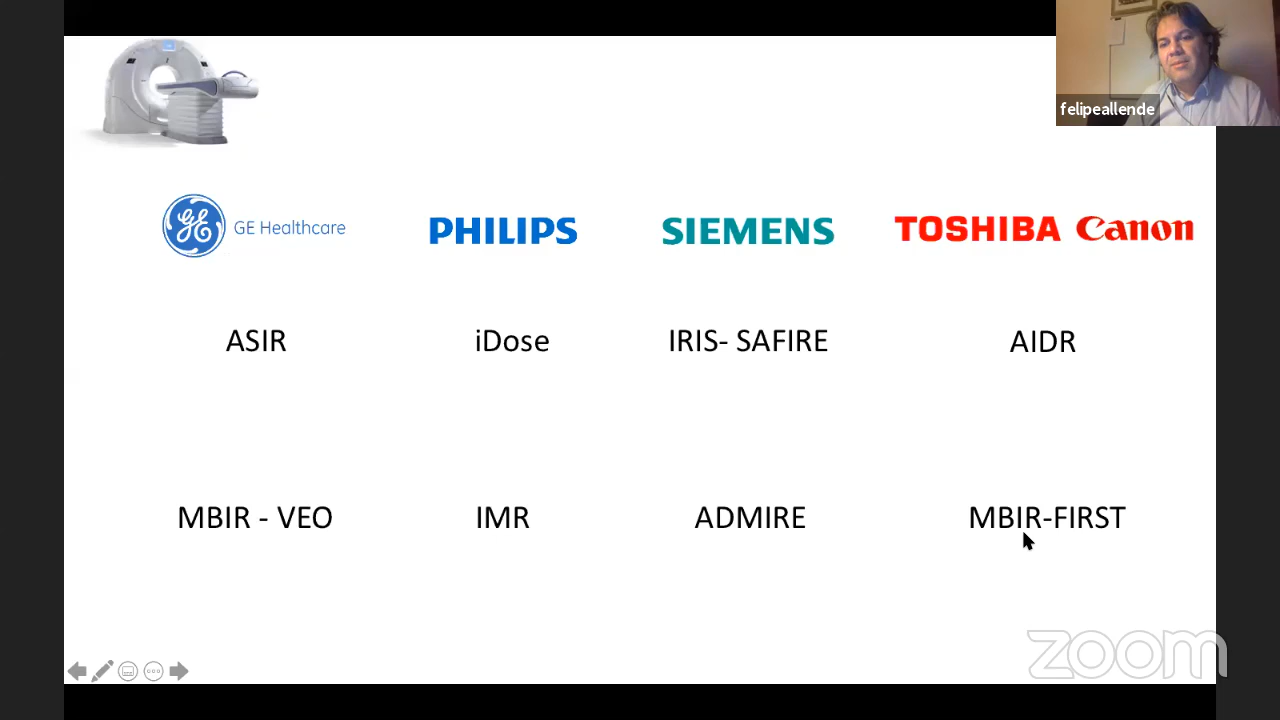 felipeallende
GE Healthcare
PHILIPS
SIEMENS
TOSHIBA Canon
ASIR
iDose
IRIS- SAFIRE
AIDR
MBIR - VEO
IMR
ADMIRE
MBIR-FIRST
zoom